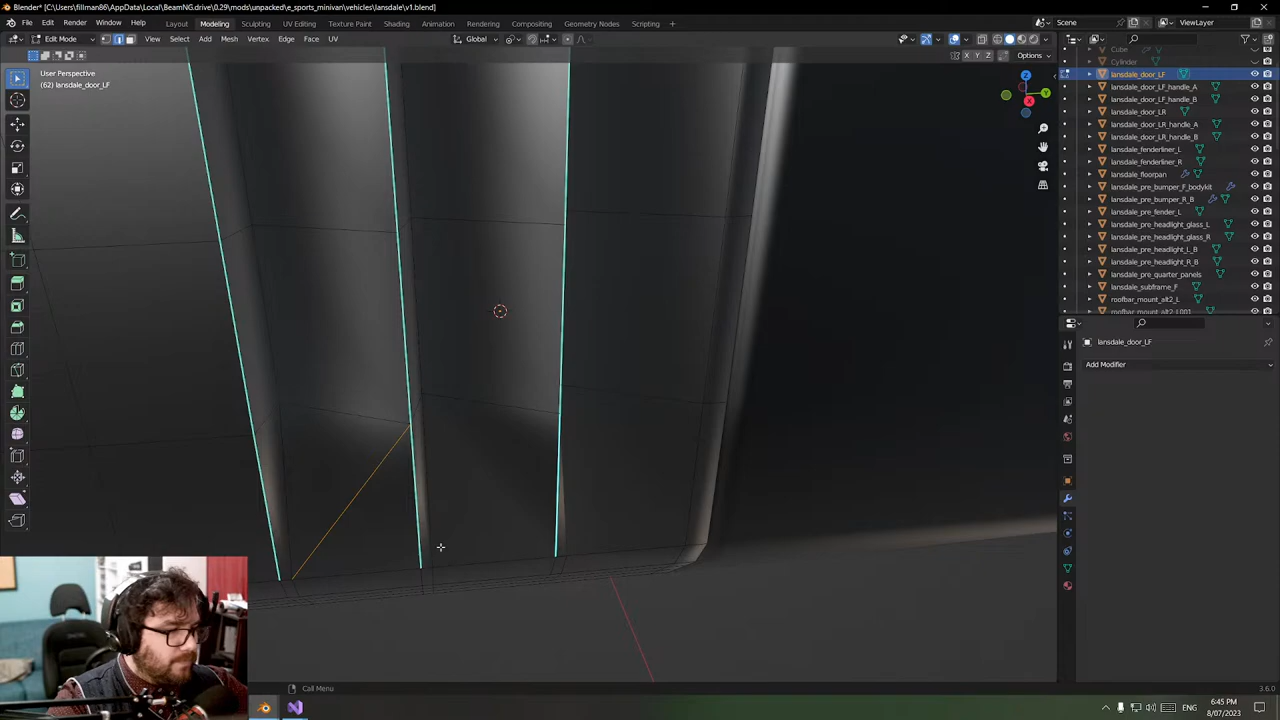 Blender* [C:\Users\fillman86\AppData\Local\BeamNG.drive\0.29\mods\unpacked\e_sports_minivan\vehicles\lansdale\v1.blend]
File Edit Render Window Help Layout Modeling Sculpting UV Editing Texture Paint Shading Animation Rendering Compositing Geometry Nodes Scripting + Scene ViewLayer
Edit Mode View Select Add Mesh Vertex Edge Face UV Global
X Y Z Options
User Perspective
(62) lansdale_door_LF
Z
Y
X
Cube
Cylinder
lansdale_door_LF
lansdale_door_LF_handle_A
lansdale_door_LF_handle_B
lansdale_door_LR
lansdale_door_LR_handle_A
lansdale_door_LR_handle_B
lansdale_fenderliner_L
lansdale_fenderliner_R
lansdale_floorpan
lansdale_pre_bumper_F_bodykit
lansdale_pre_bumper_R_B
lansdale_pre_fender_L
lansdale_pre_headlight_glass_L
lansdale_pre_headlight_glass_R
lansdale_pre_headlight_L_B
lansdale_pre_headlight_R_B
lansdale_pre_quarter_panels
lansdale_subframe_F
roofbar_mount_alt2_L
roofbar_mount_alt2_L001
lansdale_door_LF
Add Modifier
Call Menu
3.6.0
ENG
6:45 PM
8/07/2023